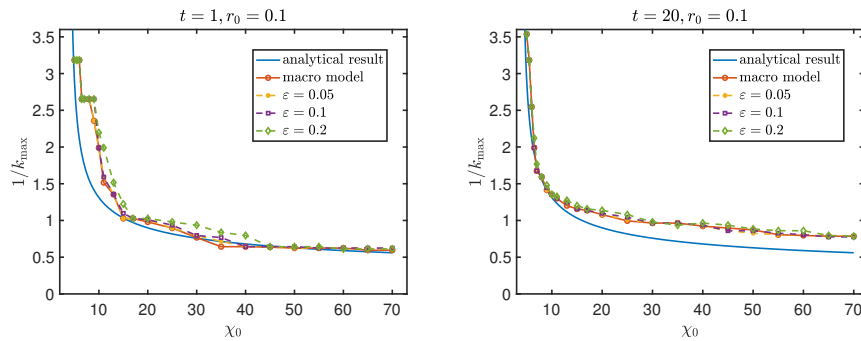 t = 1, r₀ = 0.1
3.5
3
2.5
2
1.5
1
0.5
0
1/k_max
10 20 30 40 50 60 70
χ₀
analytical result
macro model
ε = 0.05
ε = 0.1
ε = 0.2
t = 20, r₀ = 0.1
3.5
3
2.5
2
1.5
1
0.5
0
1/k_max
10 20 30 40 50 60 70
χ₀
analytical result
macro model
ε = 0.05
ε = 0.1
ε = 0.2